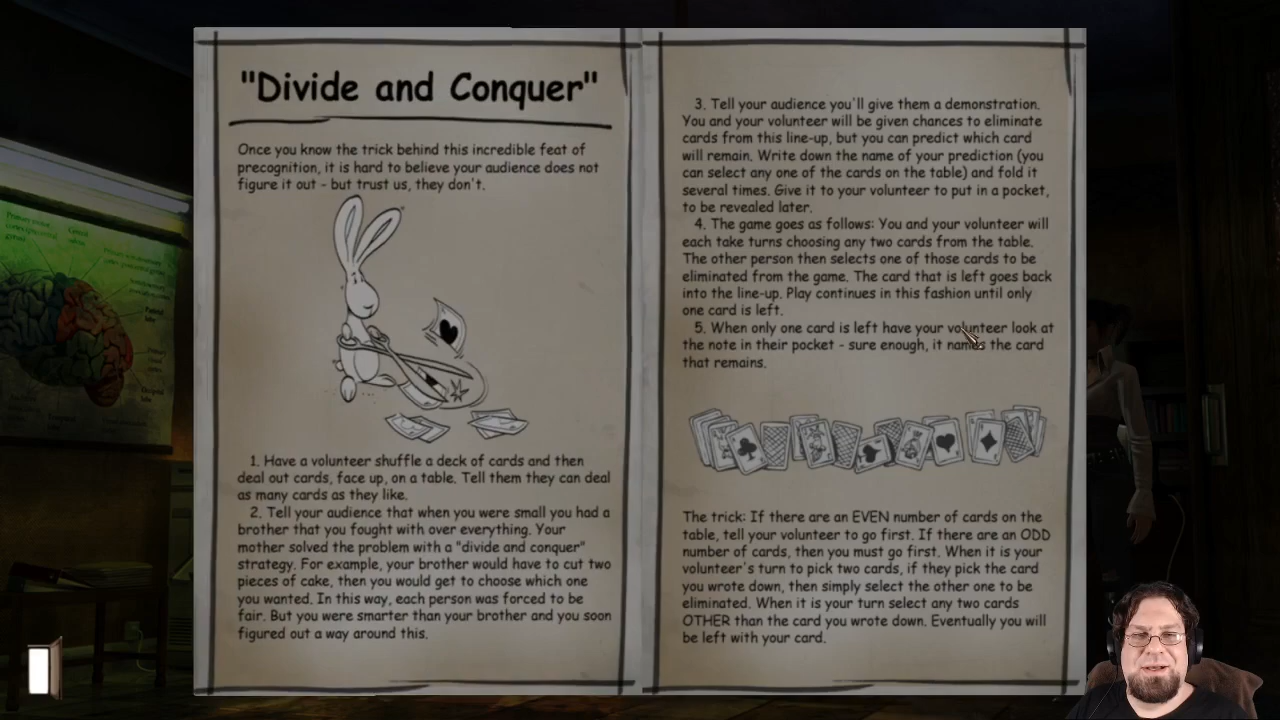 "Divide and Conquer"
Once you know the trick behind this incredible feat of
precognition, it is hard to believe your audience does not
figure it out - but trust us, they don't.
1. Have a volunteer shuffle a deck of cards and then
deal out cards, face up, on a table. Tell them they can deal
as many cards as they like.
2. Tell your audience that when you were small you had a
brother that you fought with over everything. Your
mother solved the problem with a "divide and conquer"
strategy. For example, your brother would have to cut two
pieces of cake, then you would get to choose which one
you wanted. In this way, each person was forced to be
fair. But you were smarter than your brother and you soon
figured out a way around this.
3. Tell your audience you'll give them a demonstration.
You and your volunteer will be given chances to eliminate
cards from this line-up, but you can predict which card
will remain. Write down the name of your prediction (you
can select any one of the cards on the table) and fold it
several times. Give it to your volunteer to put in a pocket,
to be revealed later.
4. The game goes as follows: You and your volunteer will
each take turns choosing any two cards from the table.
The other person then selects one of those cards to be
eliminated from the game. The card that is left goes back
into the line-up. Play continues in this fashion until only
one card is left.
5. When only one card is left have your volunteer look at
the note in their pocket - sure enough, it names the card
that remains.
The trick: If there are an EVEN number of cards on the
table, tell your volunteer to go first. If there are an ODD
number of cards, then you must go first. When it is your
volunteer's turn to pick two cards, if they pick the card
you wrote down, then simply select the other one to be
eliminated. When it is your turn select any two cards
OTHER than the card you wrote down. Eventually you will
be left with your card.